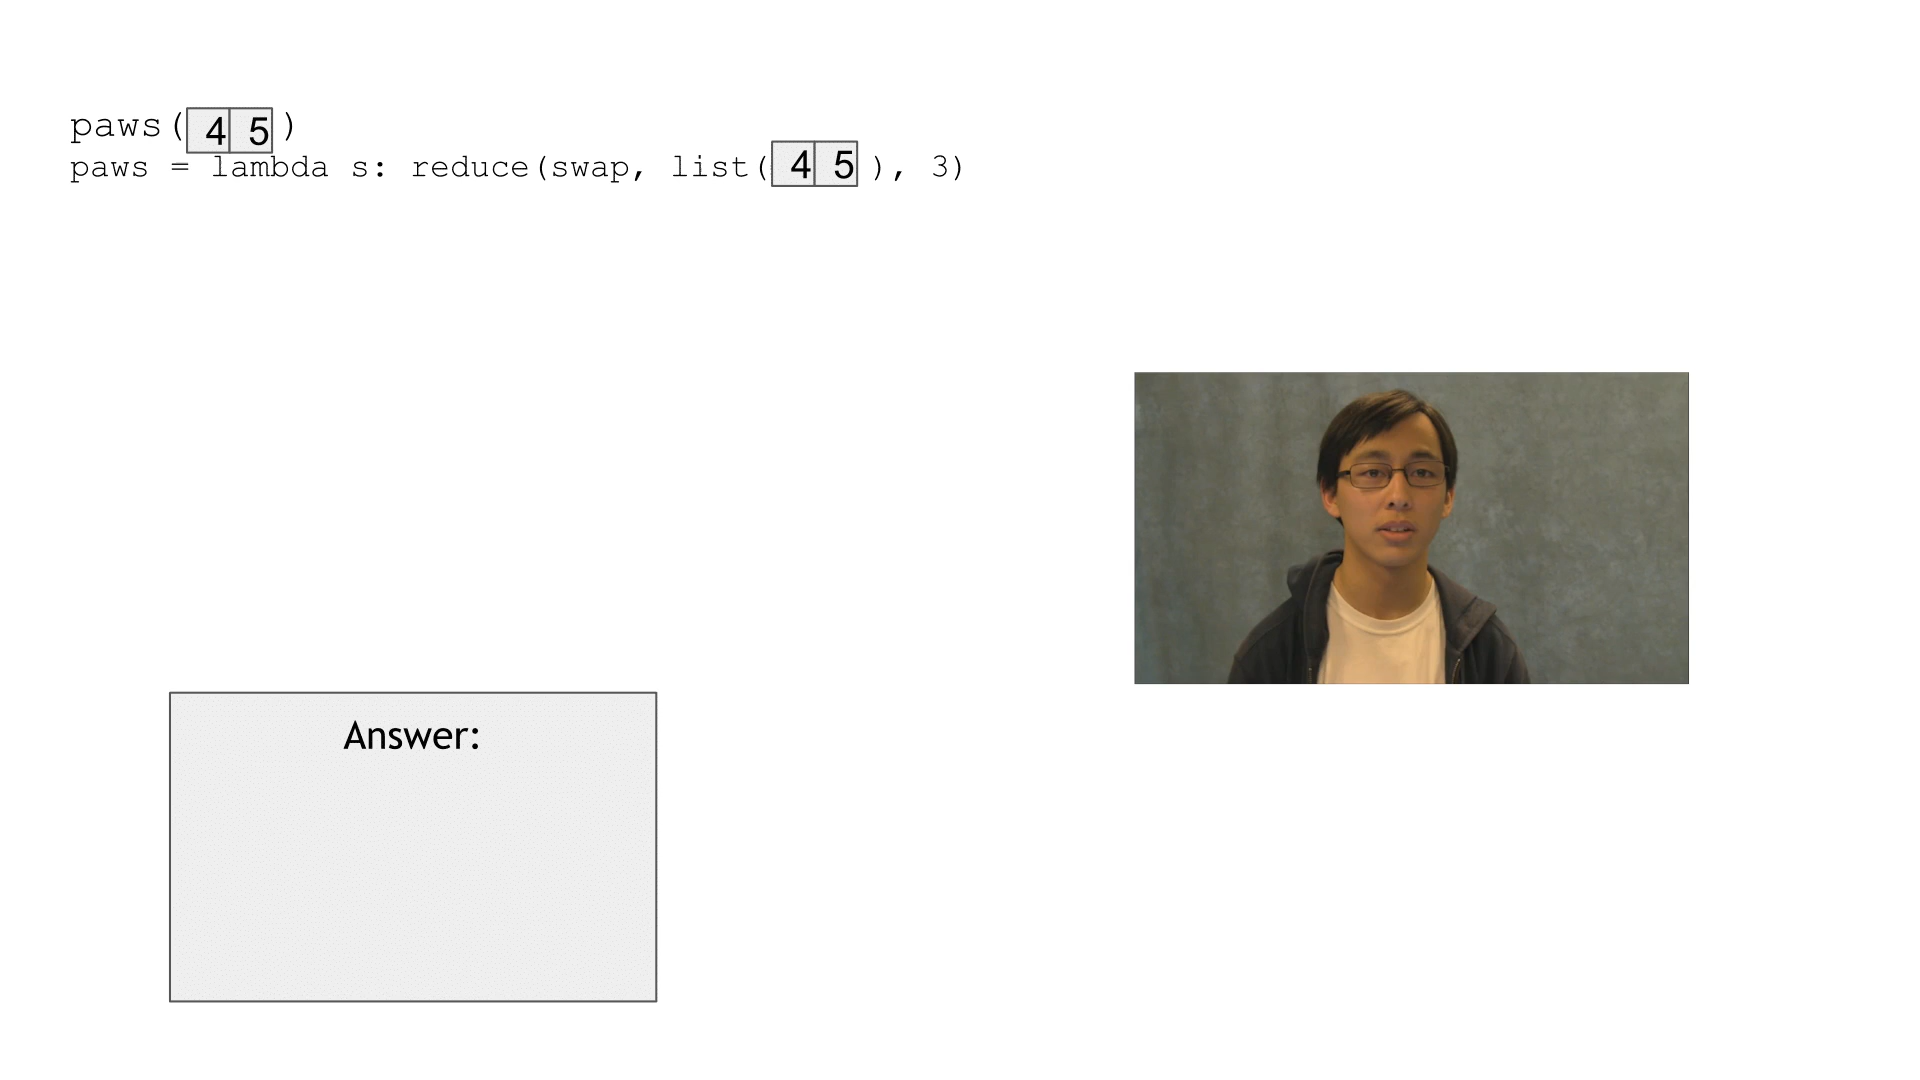 paws( 4 5 )
paws = lambda s: reduce(swap, list( 4 5 ), 3)
Answer: